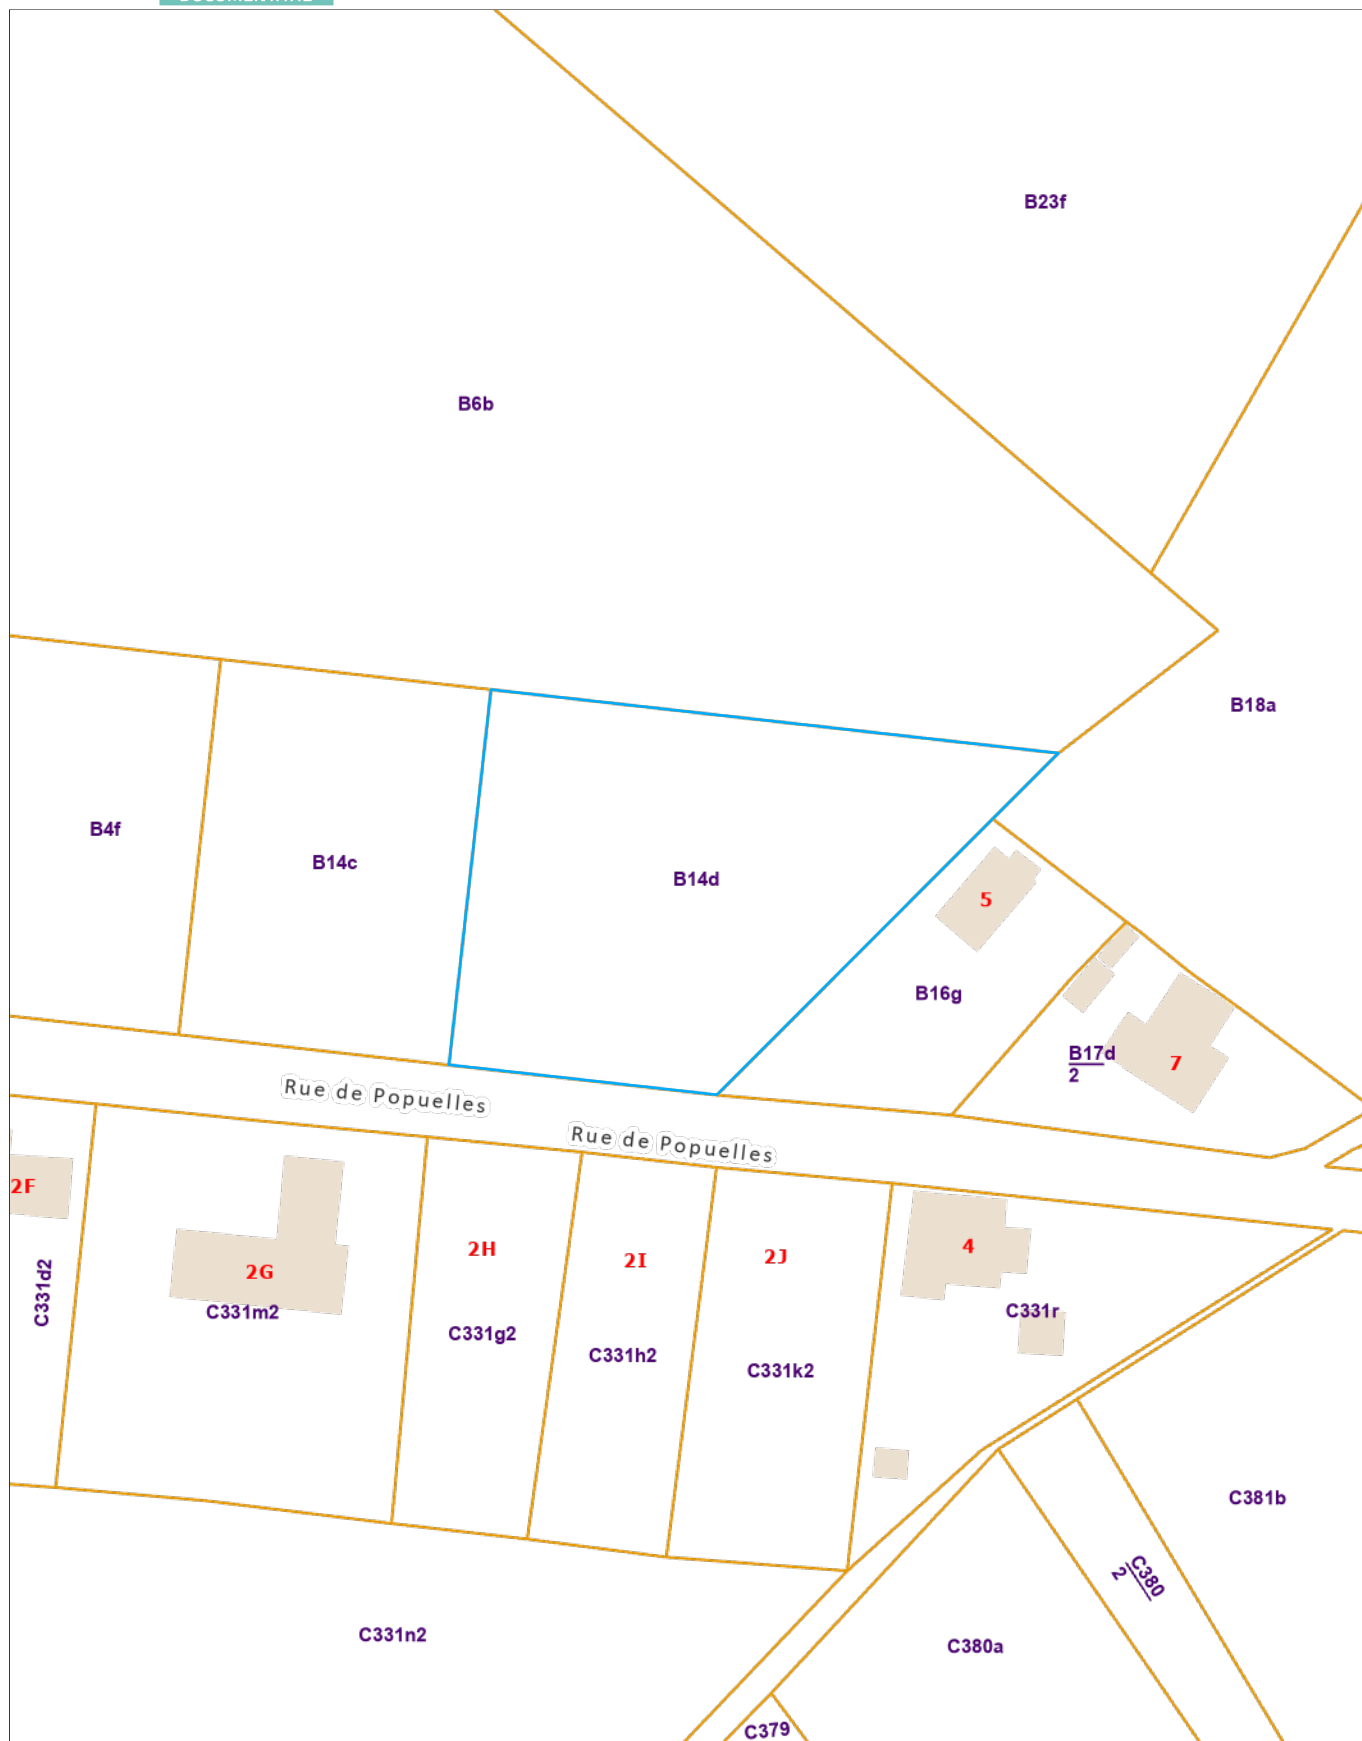 B23f
B6b
B18a
B4f
B14c
B14d
5
B16g
B17d
2
7
Rue de Popuelles
Rue de Popuelles
2F
2G
2H
2I
2J
4
C331d2
C331m2
C331g2
C331h2
C331k2
C331r
C381b
C380
2
C331n2
C380a
C379